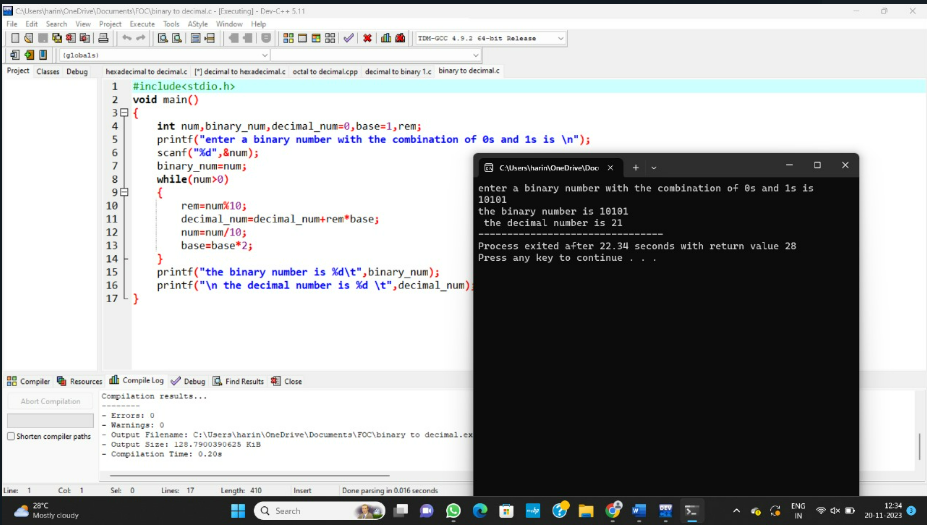 C:\Users\harin\OneDrive\Documents\FOC\binary to decimal.c - [Executing] - Dev-C++ 5.11
File Edit Search View Project Execute Tools AStyle Window Help
TDM-GCC 4.9.2 64-bit Release
(globals)
Project Classes Debug
hexadecimal to decimal.c [*] decimal to hexadecimal.c octal to decimal.cpp decimal to binary 1.c binary to decimal.c
1 #include<stdio.h>
2 void main()
3 {
4 int num,binary_num,decimal_num=0,base=1,rem;
5 printf("enter a binary number with the combination of 0s and 1s is \n");
6 scanf("%d",&num);
7 binary_num=num;
8 while(num>0)
9 {
10 rem=num%10;
11 decimal_num=decimal_num+rem*base;
12 num=num/10;
13 base=base*2;
14 }
15 printf("the binary number is %d\t",binary_num);
16 printf("\n the decimal number is %d \t",decimal_num);
17 }
C:\Users\harin\OneDrive\Doc
enter a binary number with the combination of 0s and 1s is
10101
the binary number is 10101
the decimal number is 21
--------------------------------
Process exited after 22.34 seconds with return value 28
Press any key to continue . . .
Compiler Resources Compile Log Debug Find Results Close
Abort Compilation
Shorten compiler paths
Compilation results...
--------
- Errors: 0
- Warnings: 0
- Output Filename: C:\Users\harin\OneDrive\Documents\FOC\binary to decimal.ex
- Output Size: 128.7900390625 KiB
- Compilation Time: 0.20s
Line: 1 Col: 1 Sel: 0 Lines: 17 Length: 410 Insert Done parsing in 0.016 seconds
28°C
Mostly cloudy
Search
ENG
IN
12:34
20-11-2023